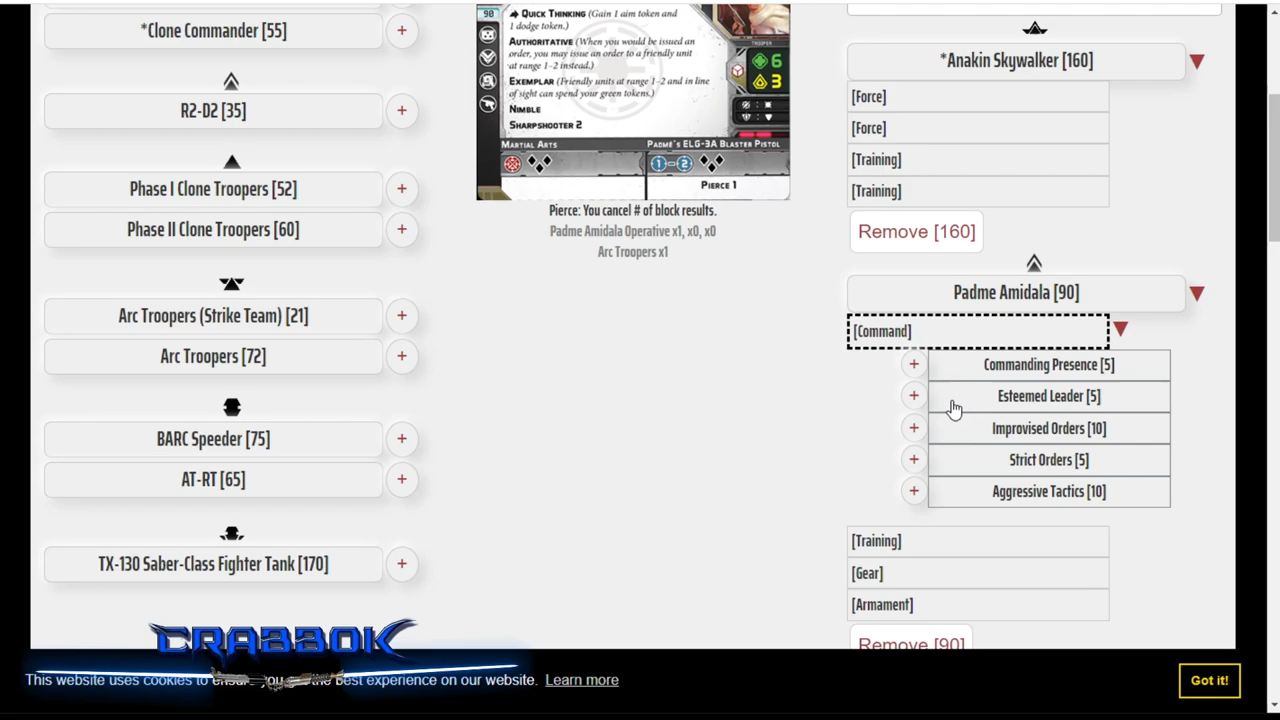 *Clone Commander [55]
+
R2-D2 [35]
+
Phase I Clone Troopers [52]
+
Phase II Clone Troopers [60]
+
Arc Troopers (Strike Team) [21]
+
Arc Troopers [72]
+
BARC Speeder [75]
+
AT-RT [65]
+
TX-130 Saber-Class Fighter Tank [170]
+
90
Quick Thinking (Gain 1 aim token and
1 dodge token.)
Authoritative (When you would be issued an
order, you may issue an order to a friendly unit
at range 1-2 instead.)
Exemplar (Friendly units at range 1-2 and in line
of sight can spend your green tokens.)
Nimble
Sharpshooter 2
TROOPER
6
3
Martial Arts
Padmé's ELG-3A Blaster Pistol
1 - 2
Pierce 1
Pierce: You cancel # of block results.
Padme Amidala Operative x1, x0, x0
Arc Troopers x1
*Anakin Skywalker [160]
[Force]
[Force]
[Training]
[Training]
Remove [160]
Padme Amidala [90]
[Command]
+ Commanding Presence [5]
+ Esteemed Leader [5]
+ Improvised Orders [10]
+ Strict Orders [5]
+ Aggressive Tactics [10]
[Training]
[Gear]
[Armament]
Remove [90]
CRABBOK
This website uses cookies to ensure you get the best experience on our website. Learn more
Got it!